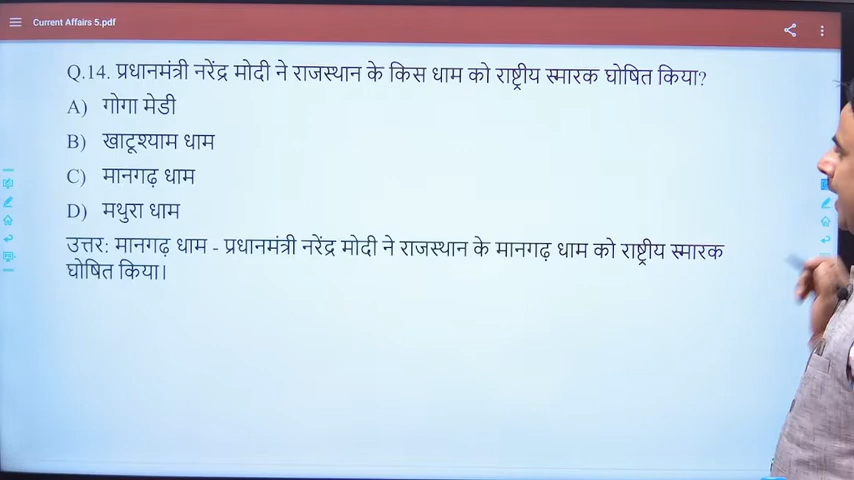 Current Affairs 5.pdf
Q.14. प्रधानमंत्री नरेंद्र मोदी ने राजस्थान के किस धाम को राष्ट्रीय स्मारक घोषित किया?
A) गोगा मेडी
B) खाटूश्याम धाम
C) मानगढ़ धाम
D) मथुरा धाम
उत्तर: मानगढ़ धाम - प्रधानमंत्री नरेंद्र मोदी ने राजस्थान के मानगढ़ धाम को राष्ट्रीय स्मारक
घोषित किया।